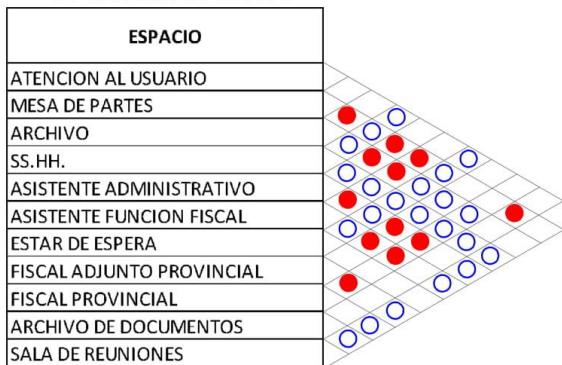 ESPACIO
ATENCION AL USUARIO
MESA DE PARTES
ARCHIVO
SS.HH.
ASISTENTE ADMINISTRATIVO
ASISTENTE FUNCION FISCAL
ESTAR DE ESPERA
FISCAL ADJUNTO PROVINCIAL
FISCAL PROVINCIAL
ARCHIVO DE DOCUMENTOS
SALA DE REUNIONES